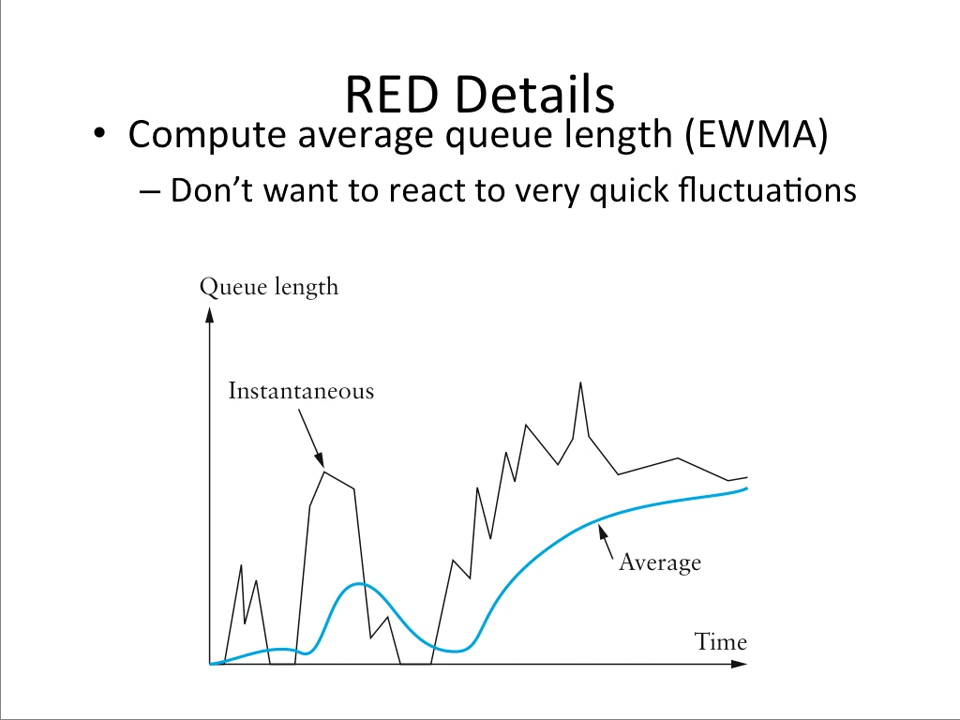 RED Details
• Compute average queue length (EWMA)
– Don’t want to react to very quick fluctuations
Queue length
Instantaneous
Average
Time